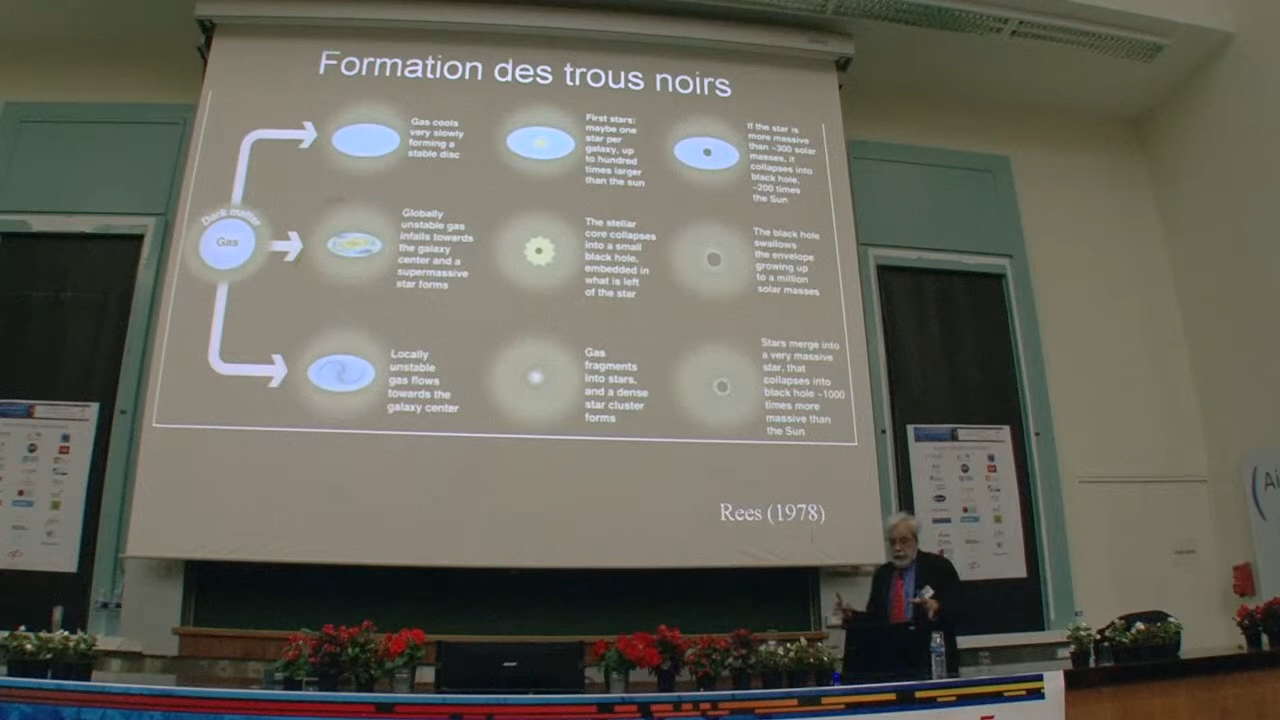 Formation des trous noirs
Gas cools
very slowly
forming a
stable disc
First stars:
maybe one
star per
galaxy, up
to hundred
times larger
than the sun
If the star is
more massive
than ~300 solar
masses, it
collapses into
black hole,
~200 times
the Sun
Dark matter
Gas
Globally
unstable gas
infalls towards
the galaxy
center and a
supermassive
star forms
The stellar
core collapses
into a small
black hole,
embedded in
what is left
of the star
The black hole
swallows
the envelope
growing up
to a million
solar masses
Locally
unstable
gas flows
towards the
galaxy center
Gas
fragments
into stars,
and a dense
star cluster
forms
Stars merge into
a very massive
star, that
collapses into
black hole ~1000
times more
massive than
the Sun
Rees (1978)